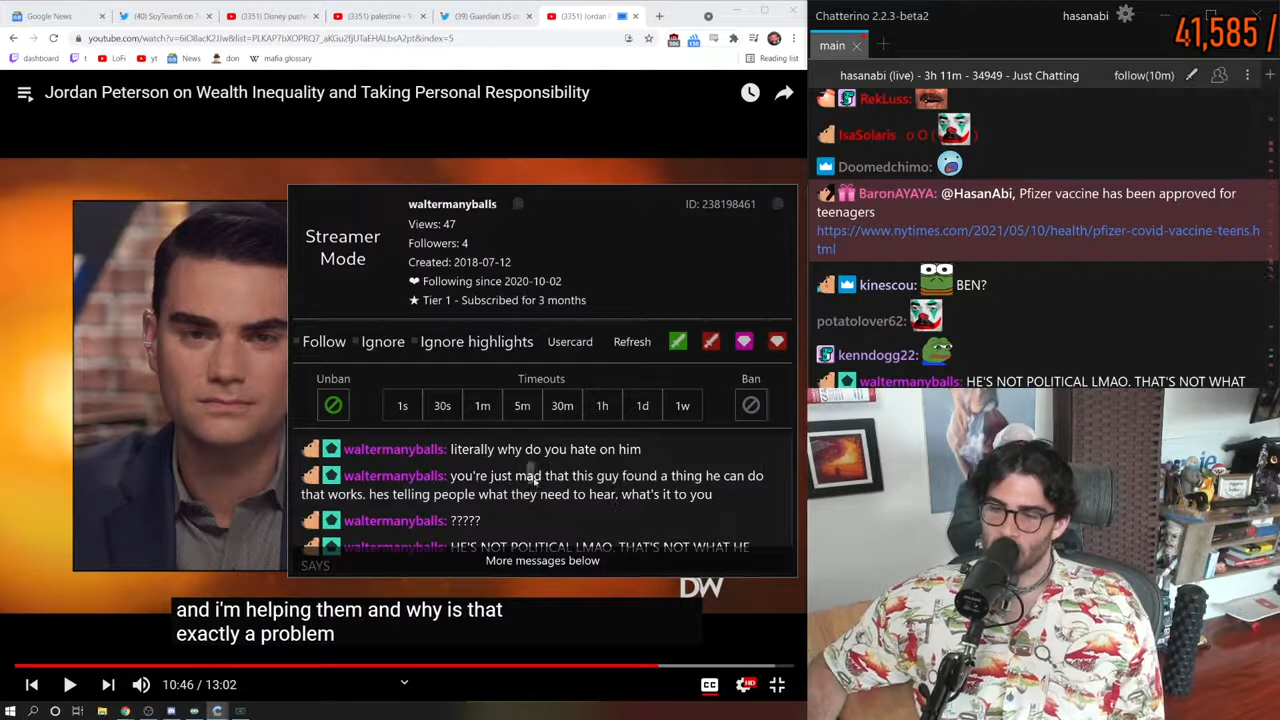 Google News
(40) SoyTeam6 on T
(3351) Disney push
(3351) palestine -
(39) Guardian US o
(3351) Jordan P
youtube.com/watch?v=6iO8acK2JJw&list=PLKAP7bXOPRQ7_aKGu2fjUTaEHALbsA2pt&index=5
dashboard
t
LoFi
yt
News
don
mafia glossary
Reading list
Jordan Peterson on Wealth Inequality and Taking Personal Responsibility
Streamer
Mode
waltermanyballs
ID: 238198461
Views: 47
Followers: 4
Created: 2018-07-12
❤ Following since 2020-10-02
★ Tier 1 - Subscribed for 3 months
Follow
Ignore
Ignore highlights
Usercard
Refresh
Unban
Timeouts
Ban
1s
30s
1m
5m
30m
1h
1d
1w
waltermanyballs: literally why do you hate on him
waltermanyballs: you're just mad that this guy found a thing he can do
that works. hes telling people what they need to hear, what's it to you
waltermanyballs: ?????
waltermanyballs: HE'S NOT POLITICAL LMAO. THAT'S NOT WHAT HE
SAYS
More messages below
DW
and i'm helping them and why is that
exactly a problem
10:46 / 13:02
CC
HD
Chatterino 2.2.3-beta2
hasanabi
41,585 /
main
hasanabi (live) - 3h 11m - 34949 - Just Chatting
follow(10m)
RekLuss:
IsaSolaris o O ( )
Doomedchimo:
BaronAYAYA: @HasanAbi, Pfizer vaccine has been approved for
teenagers
https://www.nytimes.com/2021/05/10/health/pfizer-covid-vaccine-teens.h
tml
kinescou: BEN?
potatolover62:
kenndogg22:
waltermanyballs: HE'S NOT POLITICAL LMAO. THAT'S NOT WHAT